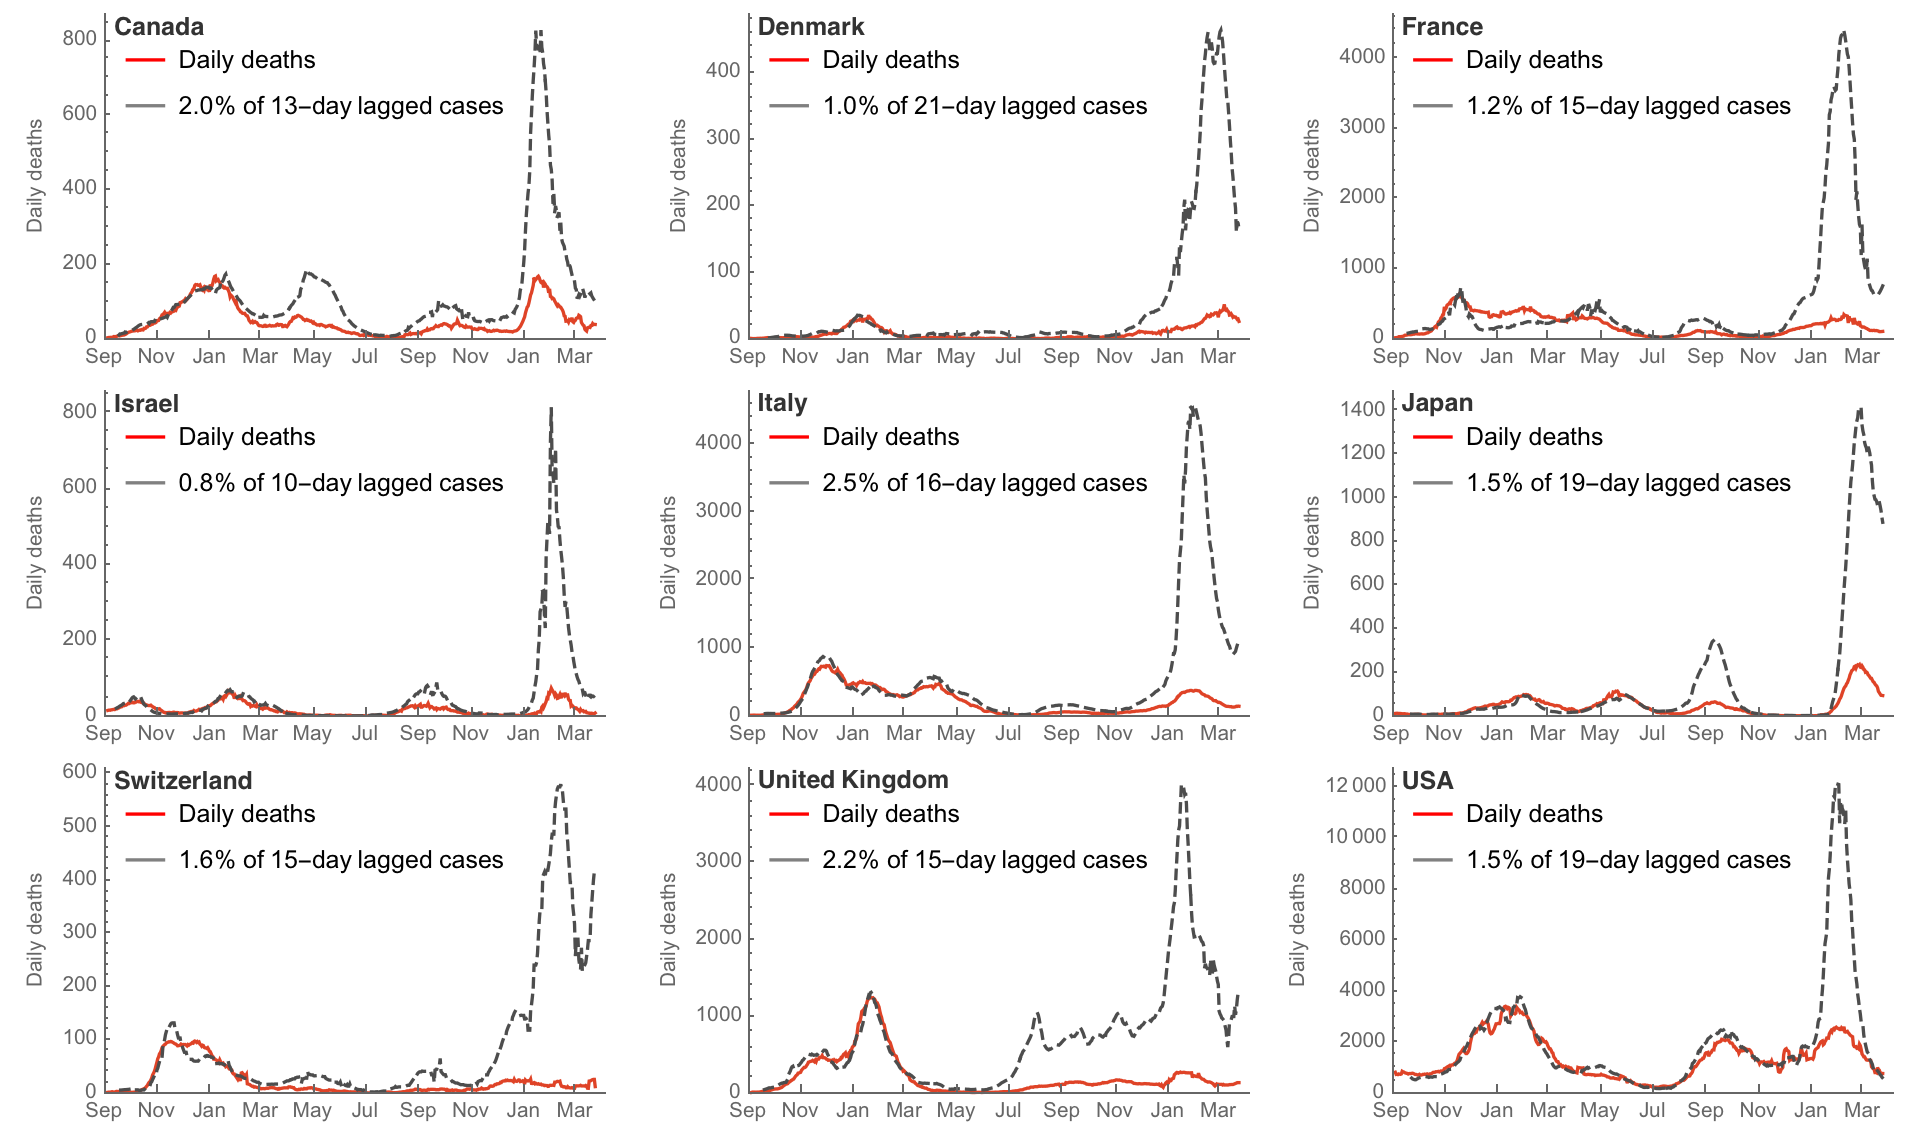 Canada
Daily deaths
2.0% of 13−day lagged cases
Daily deaths
800
600
400
200
0
Sep Nov Jan Mar May Jul Sep Nov Jan Mar
Denmark
Daily deaths
1.0% of 21−day lagged cases
Daily deaths
400
300
200
100
0
Sep Nov Jan Mar May Jul Sep Nov Jan Mar
France
Daily deaths
1.2% of 15−day lagged cases
Daily deaths
4000
3000
2000
1000
0
Sep Nov Jan Mar May Jul Sep Nov Jan Mar
Israel
Daily deaths
0.8% of 10−day lagged cases
Daily deaths
800
600
400
200
0
Sep Nov Jan Mar May Jul Sep Nov Jan Mar
Italy
Daily deaths
2.5% of 16−day lagged cases
Daily deaths
4000
3000
2000
1000
0
Sep Nov Jan Mar May Jul Sep Nov Jan Mar
Japan
Daily deaths
1.5% of 19−day lagged cases
Daily deaths
1400
1200
1000
800
600
400
200
0
Sep Nov Jan Mar May Jul Sep Nov Jan Mar
Switzerland
Daily deaths
1.6% of 15−day lagged cases
Daily deaths
600
500
400
300
200
100
0
Sep Nov Jan Mar May Jul Sep Nov Jan Mar
United Kingdom
Daily deaths
2.2% of 15−day lagged cases
Daily deaths
4000
3000
2000
1000
0
Sep Nov Jan Mar May Jul Sep Nov Jan Mar
USA
Daily deaths
1.5% of 19−day lagged cases
Daily deaths
12 000
10 000
8000
6000
4000
2000
0
Sep Nov Jan Mar May Jul Sep Nov Jan Mar